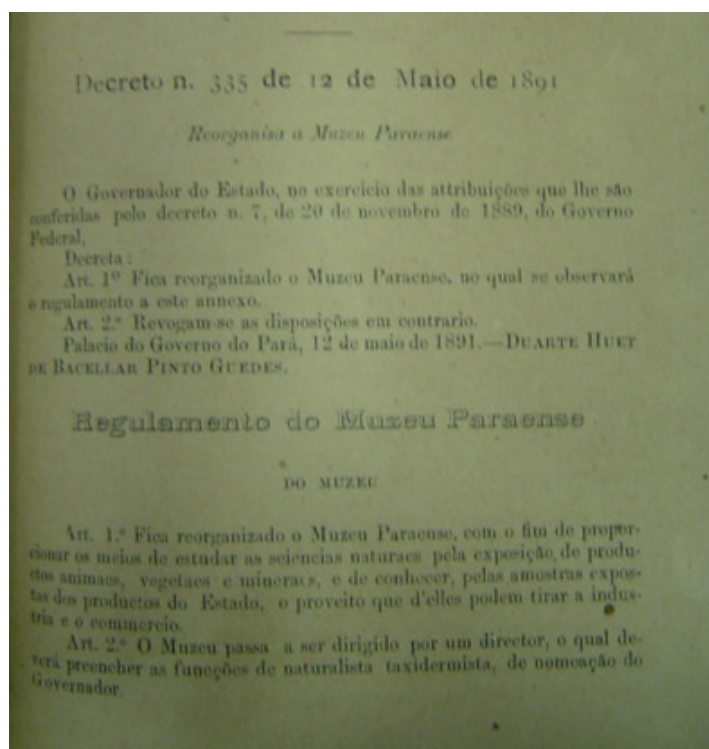 Decreto n. 335 de 12 de Maio de 1891
Reorganisa o Muzeu Paraense
O Governador do Estado, no exercicio das attribuições que lhe são
conferidas pelo decreto n. 7, de 20 de novembro de 1889, do Governo
Federal,
Decreta:
Art. 1º Fica reorganizado o Muzeu Paraense, no qual se observará
o regulamento a este annexo.
Art. 2.º Revogam-se as disposições em contrario.
Palacio do Governo do Pará, 12 de maio de 1891.—DUARTE HUET
DE BACELLAR PINTO GUEDES.
Regulamento do Muzeu Paraense
DO MUZEU
Art. 1.º Fica reorganizado o Muzeu Paraense, com o fim de propor-
cionar os meios de estudar as sciencias naturaes pela exposição de produ-
ctos animaes, vegetaes e mineraes, e de conhecer, pelas amostras expos-
tas dos productos do Estado, o proveito que d'elles podem tirar a indus-
tria e o commercio.
Art. 2.º O Muzeu passa a ser dirigido por um director, o qual de-
verá preencher as funcções de naturalista taxidermista, de nomeação do
Governador.